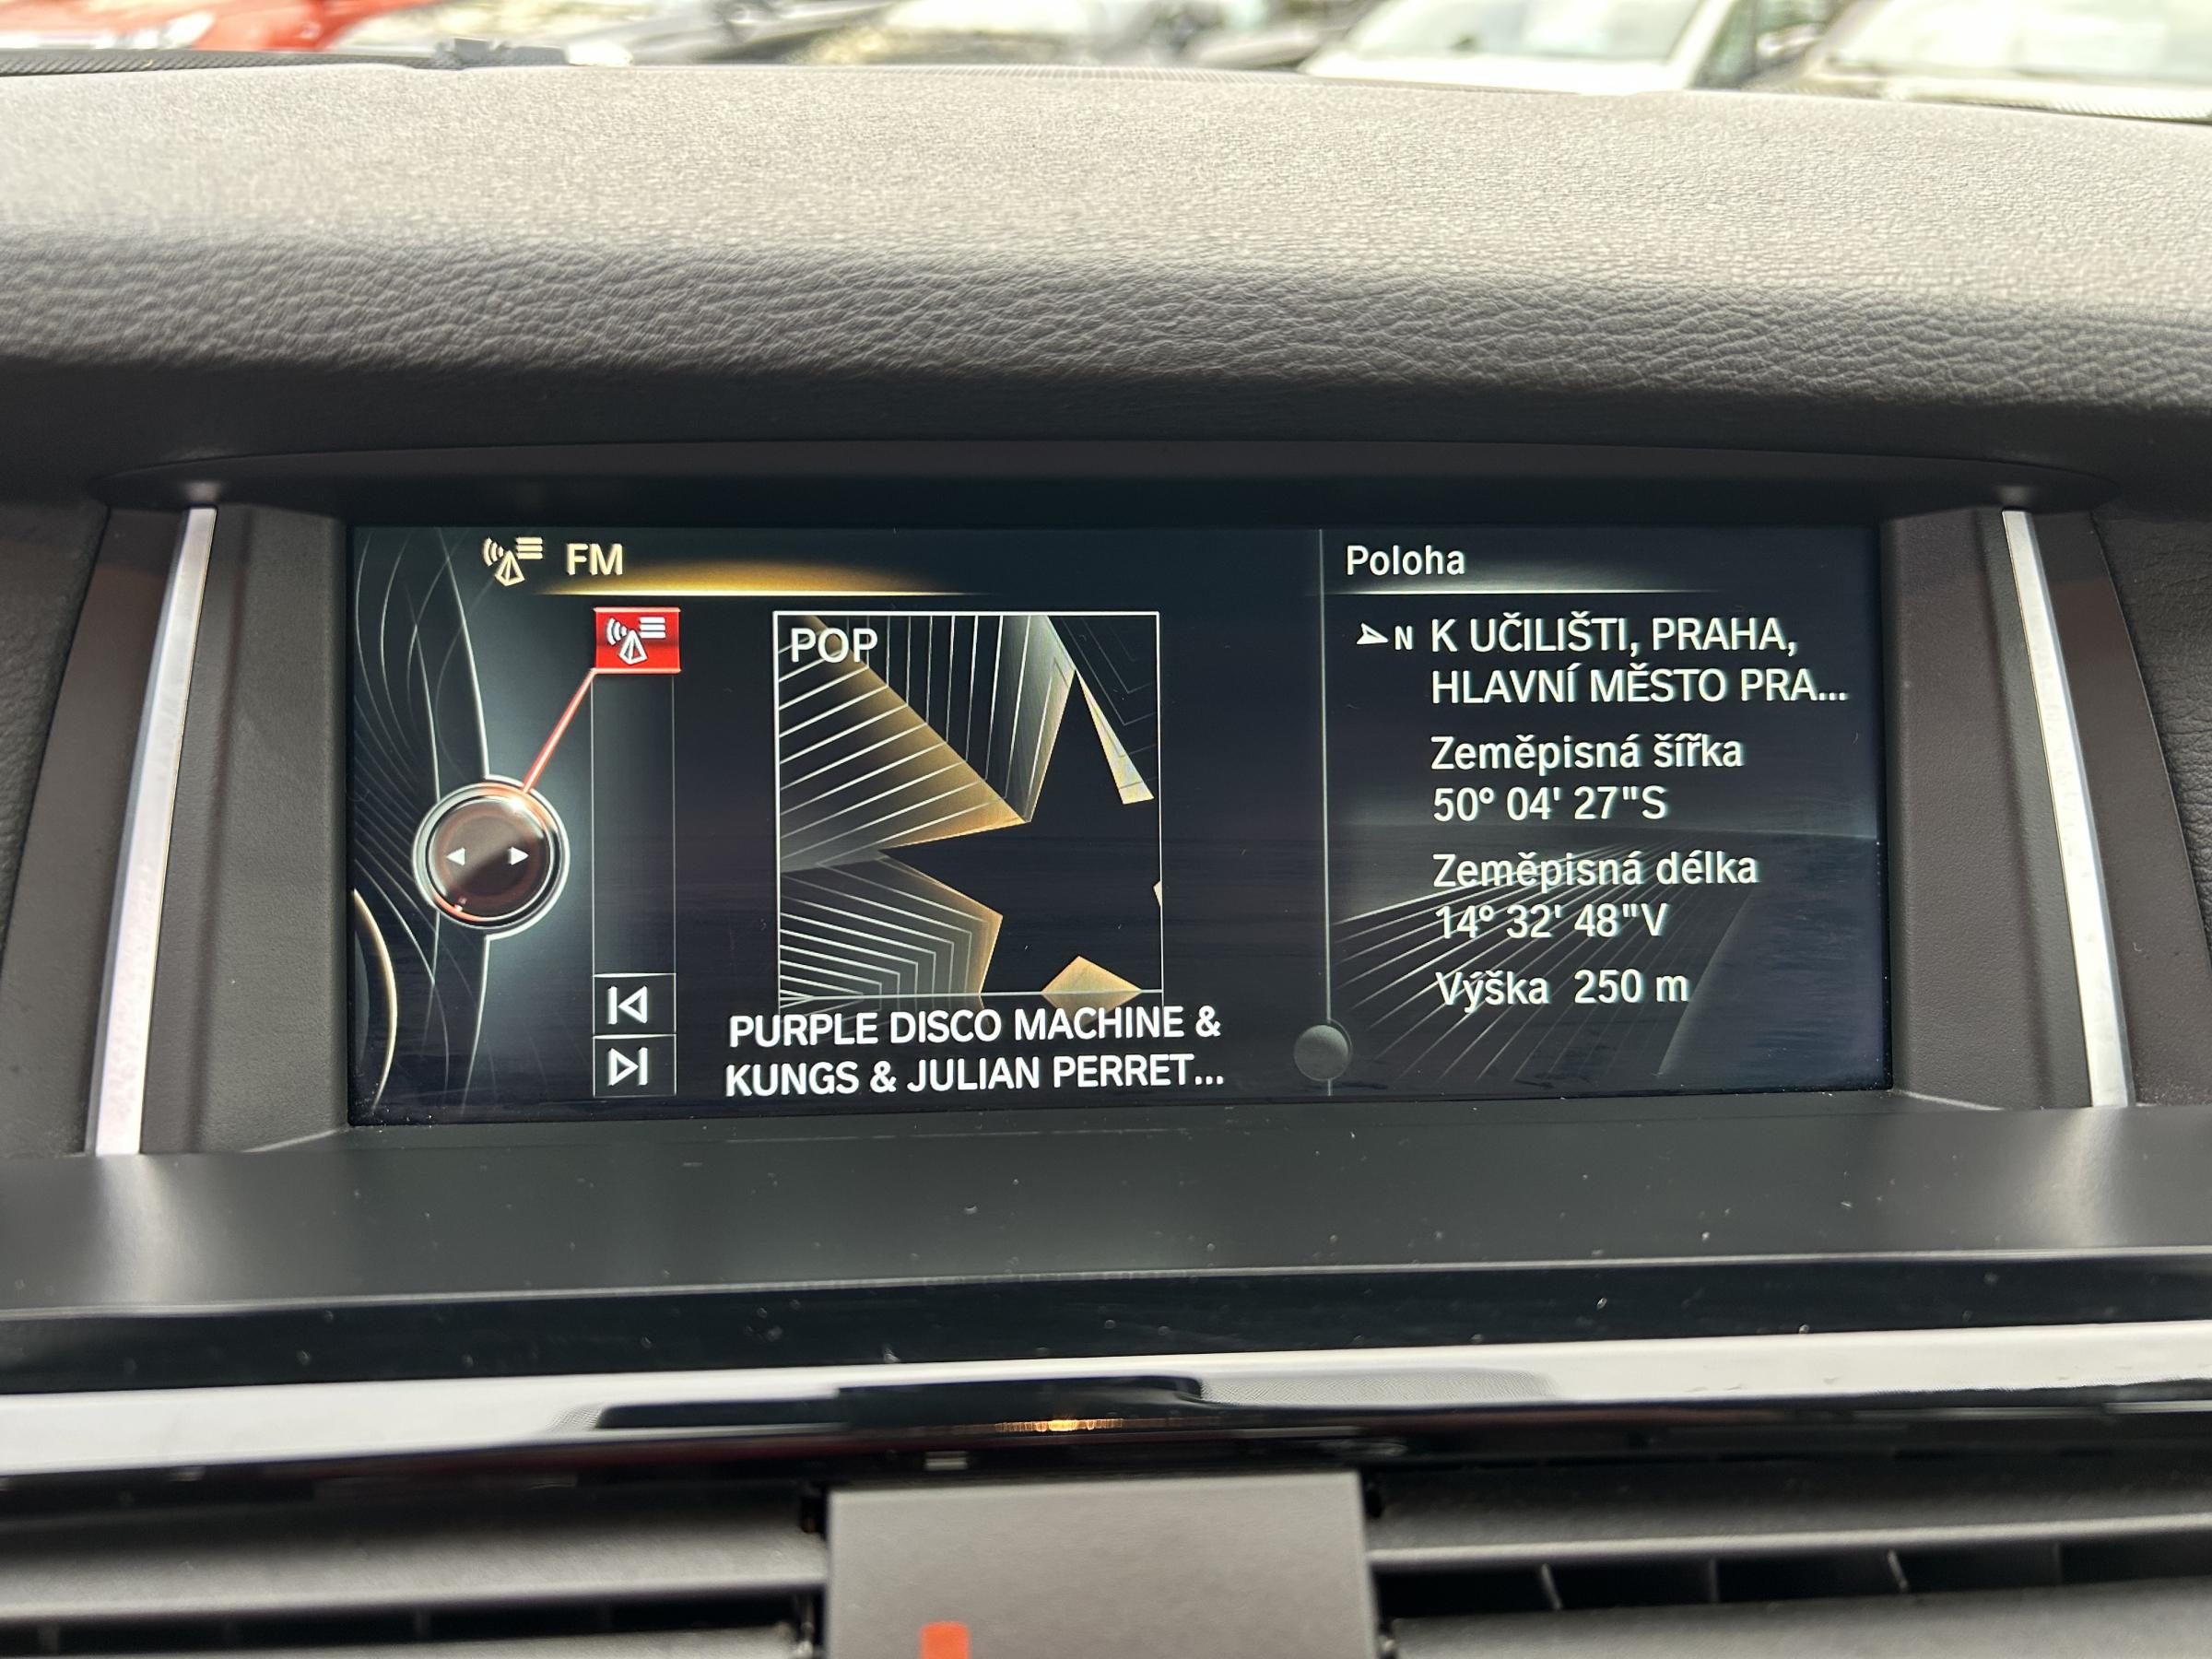 FM
POP
PURPLE DISCO MACHINE &
KUNGS & JULIAN PERRET...
Poloha
N K UČILIŠTI, PRAHA,
HLAVNÍ MĚSTO PRA...
Zeměpisná šířka
50° 04' 27"S
Zeměpisná délka
14° 32' 48"V
Výška 250 m